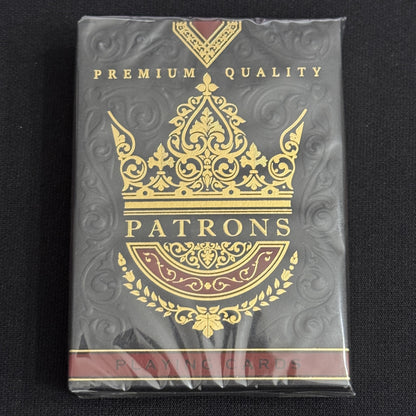 PREMIUM QUALITY
PATRONS
PLAYING CARDS